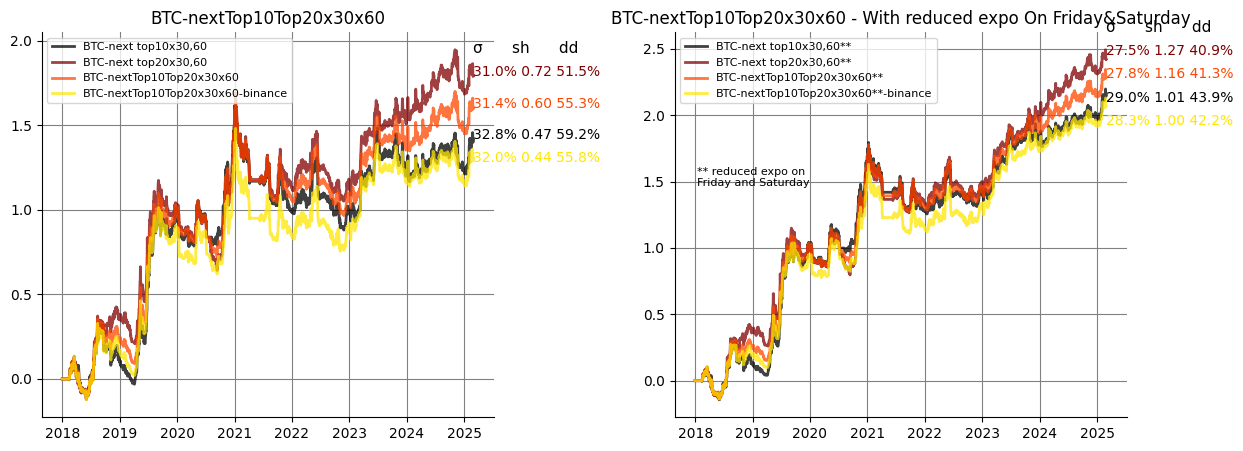 BTC-nextTop10Top20x30x60
BTC-next top10x30,60
BTC-next top20x30,60
BTC-nextTop10Top20x30x60
BTC-nextTop10Top20x30x60-binance
σ sh dd
31.0% 0.72 51.5%
31.4% 0.60 55.3%
32.8% 0.47 59.2%
32.0% 0.44 55.8%
2.0
1.5
1.0
0.5
0.0
2018 2019 2020 2021 2022 2023 2024 2025
BTC-nextTop10Top20x30x60 - With reduced expo On Friday&Saturday
BTC-next top10x30,60**
BTC-next top20x30,60**
BTC-nextTop10Top20x30x60**
BTC-nextTop10Top20x30x60**-binance
σ sh dd
27.5% 1.27 40.9%
27.8% 1.16 41.3%
29.0% 1.01 43.9%
28.3% 1.00 42.2%
** reduced expo on
Friday and Saturday
2.5
2.0
1.5
1.0
0.5
0.0
2018 2019 2020 2021 2022 2023 2024 2025